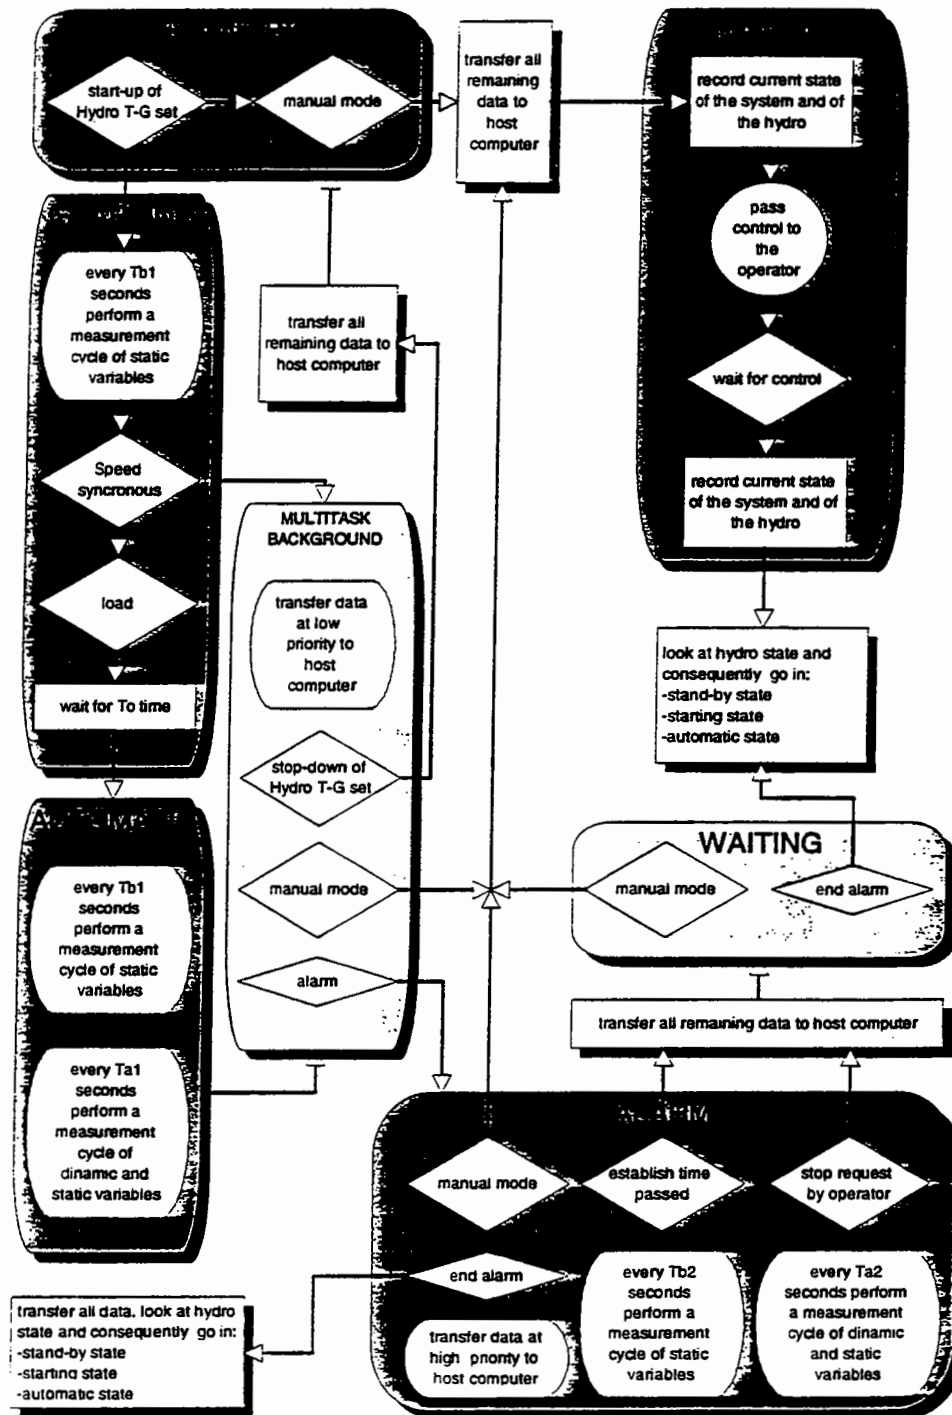 start-up of
Hydro T-G set
manual mode
transfer all
remaining
data to
host
computer
record current state
of the system and of
the hydro
pass
control to
the
operator
wait for control
record current state
of the system and of
the hydro
look at hydro state and
consequently go in:
-stand-by state
-starting state
-automatic state
every Tb1
seconds
perform a
measurement
cycle of static
variables
Speed
syncronous
load
wait for To time
transfer all
remaining data to
host computer
MULTITASK
BACKGROUND
transfer data
at low
priority to
host
computer
stop-down of
Hydro T-G set
manual mode
alarm
every Tb1
seconds
perform a
measurement
cycle of static
variables
every Ta1
seconds
perform a
measurement
cycle of
dinamic and
static variables
WAITING
manual mode
end alarm
transfer all remaining data to host computer
ALARM
manual mode
establish time
passed
stop request
by operator
end alarm
transfer data at
high priority to
host computer
every Tb2
seconds
perform a
measurement
cycle of static
variables
every Ta2
seconds perform
a measurement
cycle of dinamic
and static
variables
transfer all data, look at hydro
state and consequently go in:
-stand-by state
-starting state
-automatic state